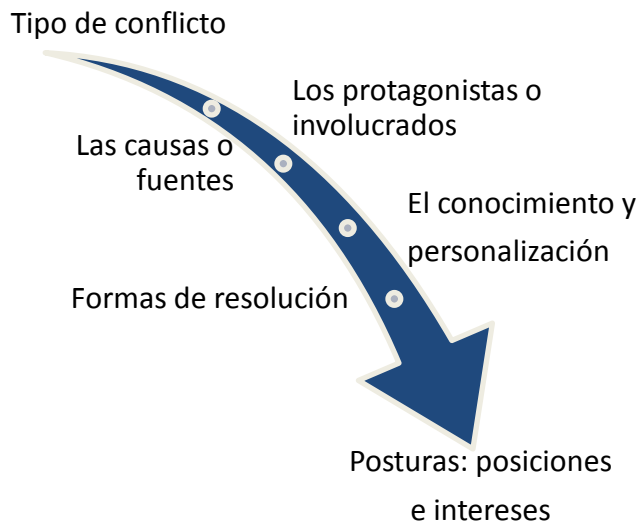 Tipo de conflicto
Los protagonistas o
involucrados
Las causas o
fuentes
El conocimiento y
personalización
Formas de resolución
Posturas: posiciones
e intereses